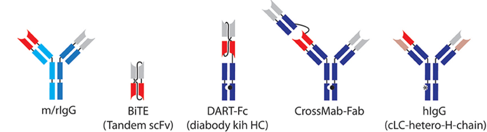 m/rIgG
BiTE
(Tandem scFv)
DART-Fc
(diabody kih HC)
CrossMab-Fab
hIgG
(cLC-hetero-H-chain)